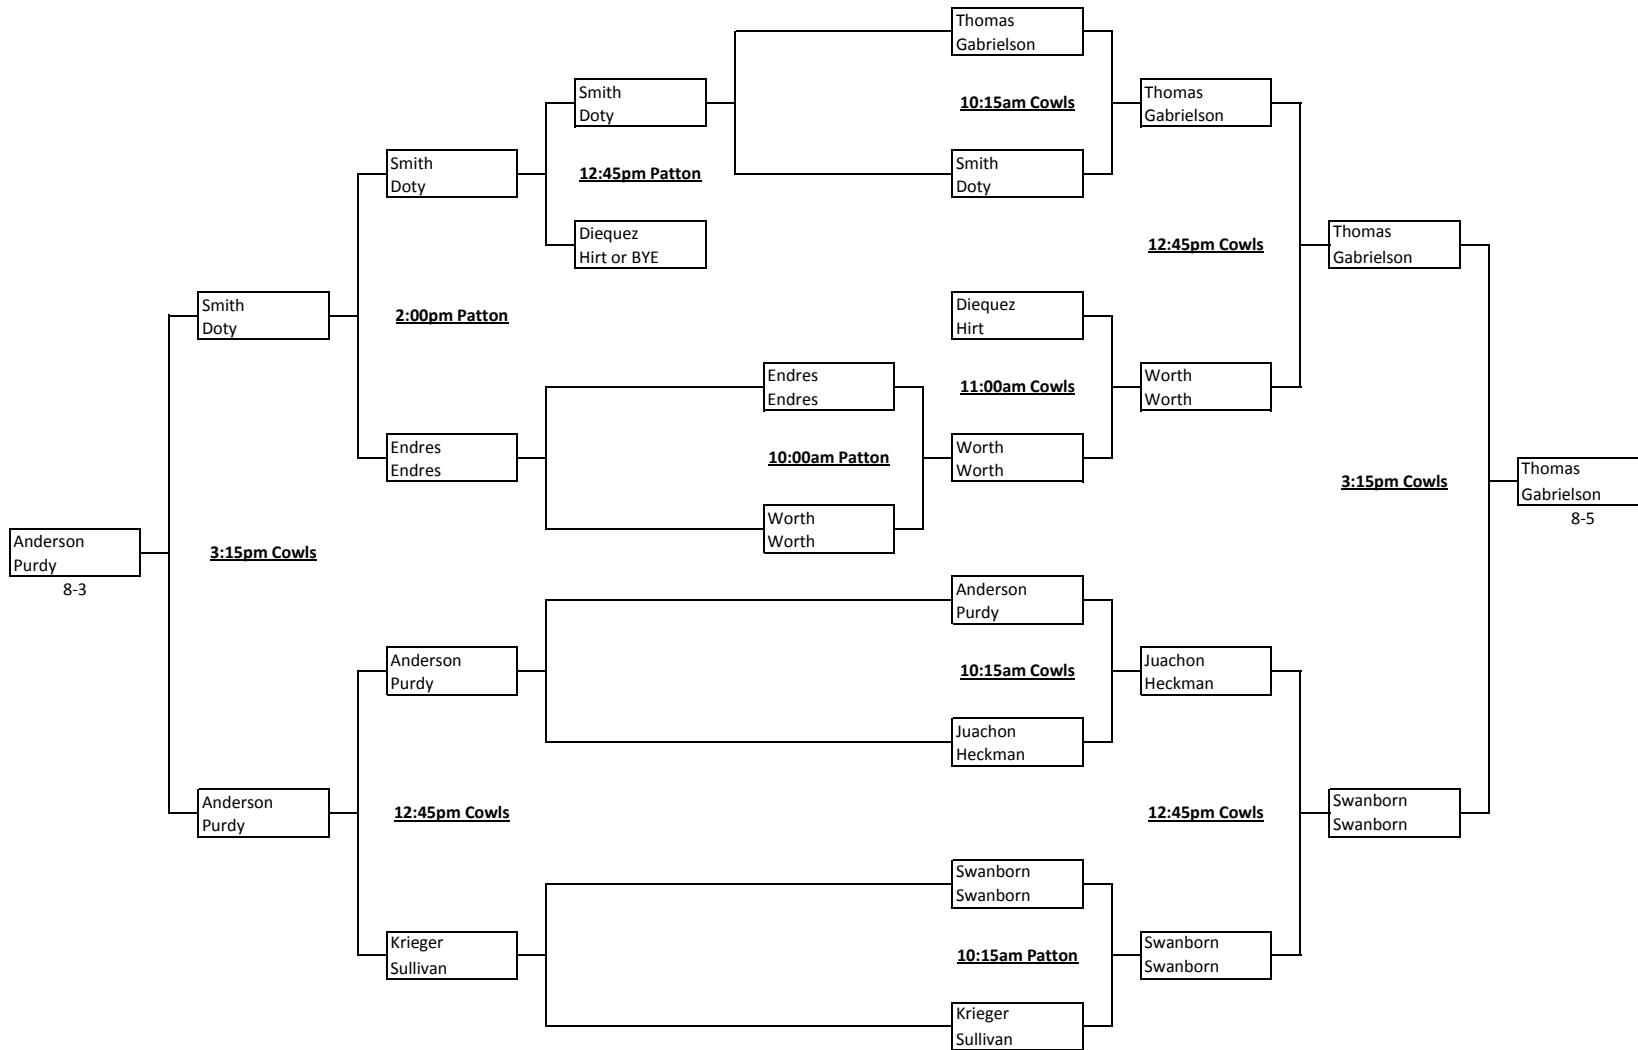 Thomas
Gabrielson
Smith
Doty
10:15am Cowls
Thomas
Gabrielson
Smith
Doty
12:45pm Patton
Smith
Doty
Diequez
Hirt or BYE
12:45pm Cowls
Thomas
Gabrielson
Smith
Doty
2:00pm Patton
Diequez
Hirt
Endres
Endres
11:00am Cowls
Worth
Worth
Endres
Endres
10:00am Patton
Worth
Worth
3:15pm Cowls
Thomas
Gabrielson
8-5
Worth
Worth
Anderson
Purdy
8-3
3:15pm Cowls
Anderson
Purdy
Anderson
Purdy
10:15am Cowls
Juachon
Heckman
Juachon
Heckman
Anderson
Purdy
12:45pm Cowls
12:45pm Cowls
Swanborn
Swanborn
Swanborn
Swanborn
Krieger
Sullivan
10:15am Patton
Swanborn
Swanborn
Krieger
Sullivan